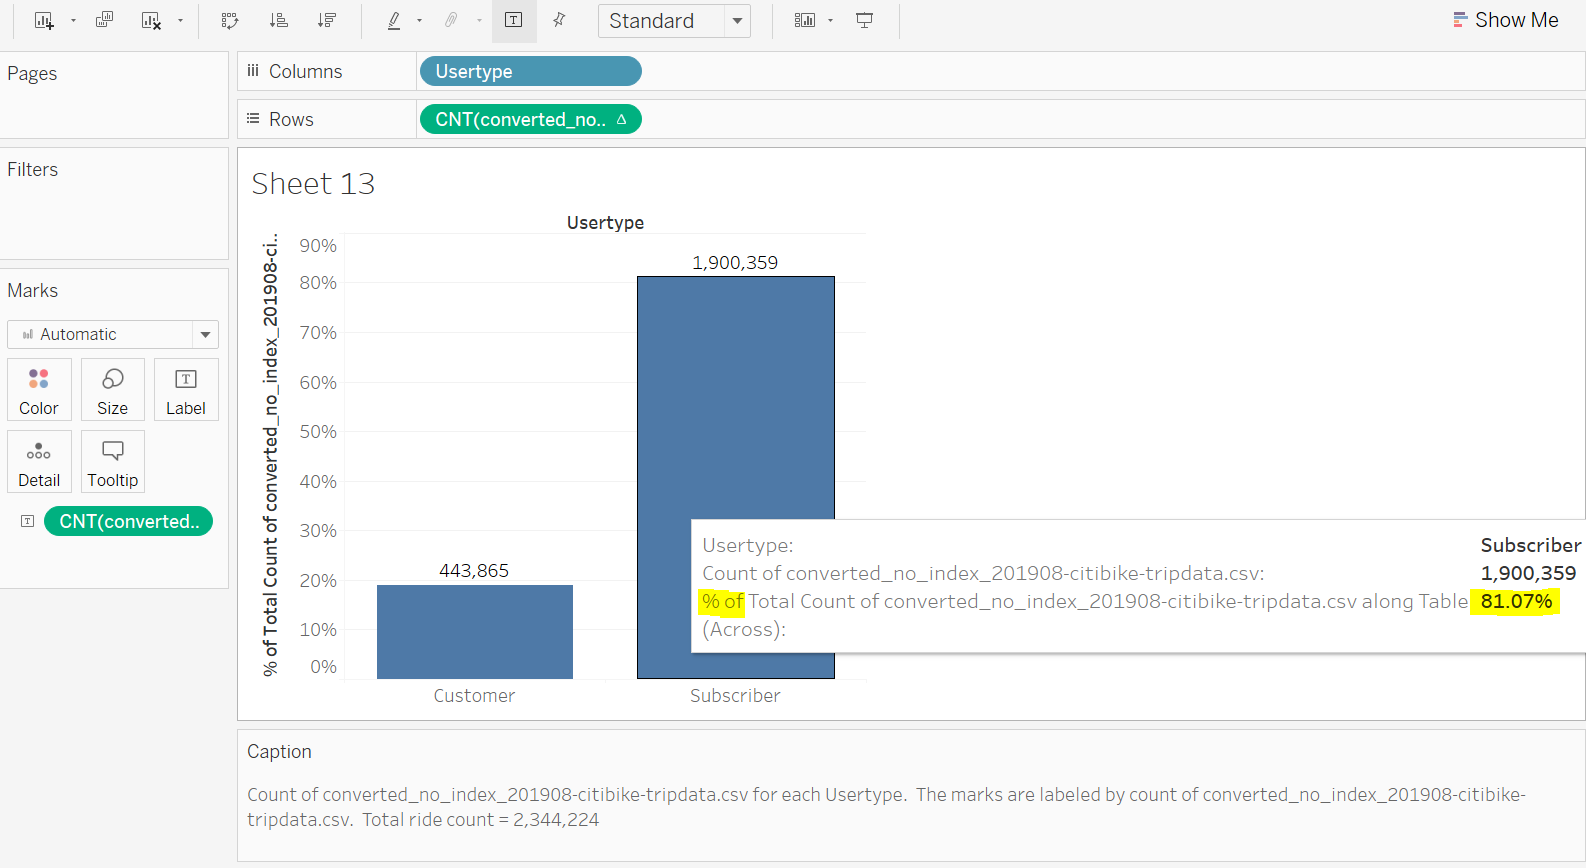 Standard
Show Me
Pages
Columns
Usertype
Rows
CNT(converted_no.. Δ
Filters
Marks
Automatic
Color
Size
Label
Detail
Tooltip
CNT(converted..
Sheet 13
Usertype
% of Total Count of converted_no_index_201908-ci..
90%
80%
70%
60%
50%
40%
30%
20%
10%
0%
443,865
1,900,359
Customer
Subscriber
Usertype: Subscriber
Count of converted_no_index_201908-citibike-tripdata.csv: 1,900,359
% of Total Count of converted_no_index_201908-citibike-tripdata.csv along Table 81.07%
(Across):
Caption
Count of converted_no_index_201908-citibike-tripdata.csv for each Usertype.  The marks are labeled by count of converted_no_index_201908-citibike-
tripdata.csv.  Total ride count = 2,344,224